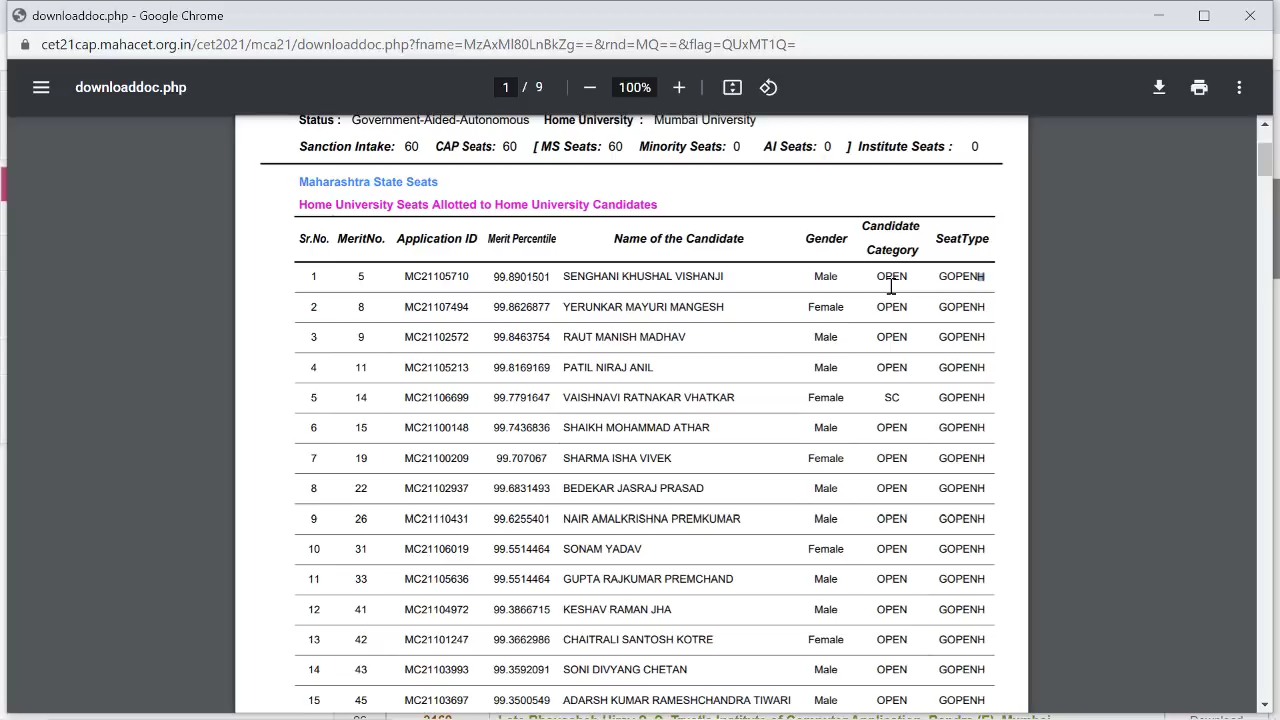 downloaddoc.php - Google Chrome
cet21cap.mahacet.org.in/cet2021/mca21/downloaddoc.php?fname=MzAxMl80LnBkZg==&rnd=MQ==&flag=QUxMT1Q=
downloaddoc.php 1 / 9 100%
Status : Government-Aided-Autonomous Home University : Mumbai University
Sanction Intake: 60 CAP Seats: 60 [ MS Seats: 60 Minority Seats: 0 AI Seats: 0 ] Institute Seats : 0
Maharashtra State Seats
Home University Seats Allotted to Home University Candidates
Sr.No. MeritNo. Application ID Merit Percentile Name of the Candidate Gender Candidate Category SeatType
1 5 MC21105710 99.8901501 SENGHANI KHUSHAL VISHANJI Male OPEN GOPENH
2 8 MC21107494 99.8626877 YERUNKAR MAYURI MANGESH Female OPEN GOPENH
3 9 MC21102572 99.8463754 RAUT MANISH MADHAV Male OPEN GOPENH
4 11 MC21105213 99.8169169 PATIL NIRAJ ANIL Male OPEN GOPENH
5 14 MC21106699 99.7791647 VAISHNAVI RATNAKAR VHATKAR Female SC GOPENH
6 15 MC21100148 99.7436836 SHAIKH MOHAMMAD ATHAR Male OPEN GOPENH
7 19 MC21100209 99.707067 SHARMA ISHA VIVEK Female OPEN GOPENH
8 22 MC21102937 99.6831493 BEDEKAR JASRAJ PRASAD Male OPEN GOPENH
9 26 MC21110431 99.6255401 NAIR AMALKRISHNA PREMKUMAR Male OPEN GOPENH
10 31 MC21106019 99.5514464 SONAM YADAV Female OPEN GOPENH
11 33 MC21105636 99.5514464 GUPTA RAJKUMAR PREMCHAND Male OPEN GOPENH
12 41 MC21104972 99.3866715 KESHAV RAMAN JHA Male OPEN GOPENH
13 42 MC21101247 99.3662986 CHAITRALI SANTOSH KOTRE Female OPEN GOPENH
14 43 MC21103993 99.3592091 SONI DIVYANG CHETAN Male OPEN GOPENH
15 45 MC21103697 99.3500549 ADARSH KUMAR RAMESHCHANDRA TIWARI Male OPEN GOPENH